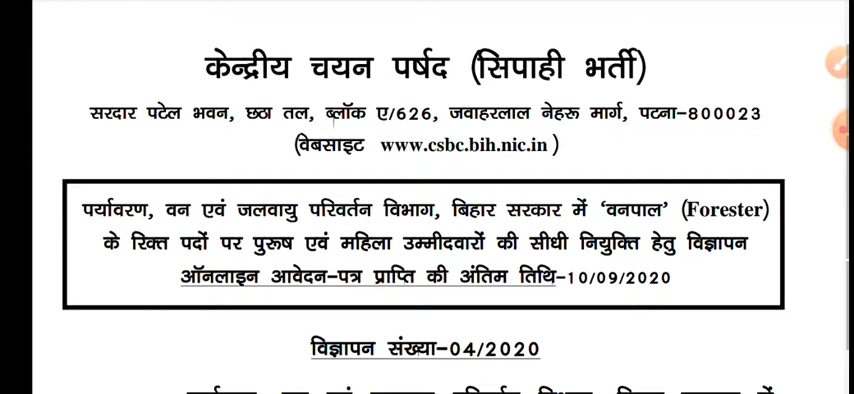 केन्द्रीय चयन पर्षद (सिपाही भर्ती)
सरदार पटेल भवन, छठा तल, ब्लॉक ए/626, जवाहरलाल नेहरू मार्ग, पटना-800023
(वेबसाइट www.csbc.bih.nic.in )
पर्यावरण, वन एवं जलवायु परिवर्तन विभाग, बिहार सरकार में ‘वनपाल’ (Forester)
के रिक्त पदों पर पुरूष एवं महिला उम्मीदवारों की सीधी नियुक्ति हेतु विज्ञापन
ऑनलाइन आवेदन-पत्र प्राप्ति की अंतिम तिथि-10/09/2020
विज्ञापन संख्या-04/2020